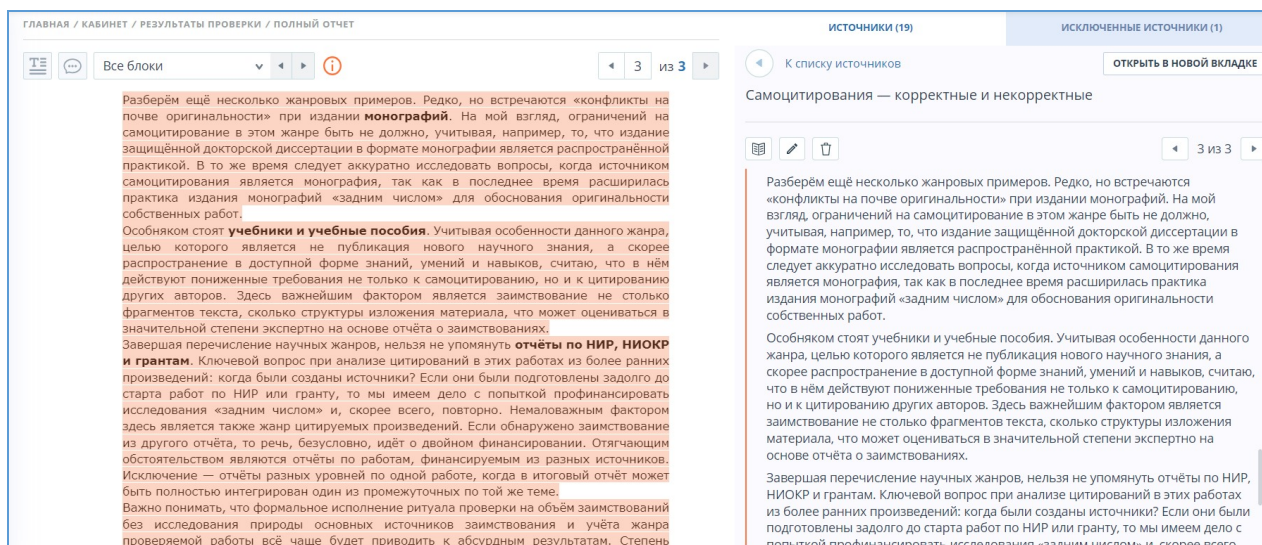 ГЛАВНАЯ / КАБИНЕТ / РЕЗУЛЬТАТЫ ПРОВЕРКИ / ПОЛНЫЙ ОТЧЕТ
Все блоки
3 из 3
Разберём ещё несколько жанровых примеров. Редко, но встречаются «конфликты на
почве оригинальности» при издании монографий. На мой взгляд, ограничений на
самоцитирование в этом жанре быть не должно, учитывая, например, то, что издание
защищённой докторской диссертации в формате монографии является распространённой
практикой. В то же время следует аккуратно исследовать вопросы, когда источником
самоцитирования является монография, так как в последнее время расширилась
практика издания монографий «задним числом» для обоснования оригинальности
собственных работ.
Особняком стоят учебники и учебные пособия. Учитывая особенности данного жанра,
целью которого является не публикация нового научного знания, а скорее
распространение в доступной форме знаний, умений и навыков, считаю, что в нём
действуют пониженные требования не только к самоцитированию, но и к цитированию
других авторов. Здесь важнейшим фактором является заимствование не столько
фрагментов текста, сколько структуры изложения материала, что может оцениваться в
значительной степени экспертно на основе отчёта о заимствованиях.
Завершая перечисление научных жанров, нельзя не упомянуть отчёты по НИР, НИОКР
и грантам. Ключевой вопрос при анализе цитирований в этих работах из более ранних
произведений: когда были созданы источники? Если они были подготовлены задолго до
старта работ по НИР или гранту, то мы имеем дело с попыткой профинансировать
исследования «задним числом» и, скорее всего, повторно. Немаловажным фактором
здесь является также жанр цитируемых произведений. Если обнаружено заимствование
из другого отчёта, то речь, безусловно, идёт о двойном финансировании. Отягчающим
обстоятельством являются отчёты по работам, финансируемым из разных источников.
Исключение — отчёты разных уровней по одной работе, когда в итоговый отчёт может
быть полностью интегрирован один из промежуточных по той же теме.
Важно понимать, что формальное исполнение ритуала проверки на объём заимствований
без исследования природы основных источников заимствования и учёта жанра
проверяемой работы всё чаще будет приводить к абсурдным результатам. Степень
ИСТОЧНИКИ (19)
ИСКЛЮЧЕННЫЕ ИСТОЧНИКИ (1)
К списку источников
ОТКРЫТЬ В НОВОЙ ВКЛАДКЕ
Самоцитирования — корректные и некорректные
3 из 3
Разберём ещё несколько жанровых примеров. Редко, но встречаются
«конфликты на почве оригинальности» при издании монографий. На мой
взгляд, ограничений на самоцитирование в этом жанре быть не должно,
учитывая, например, то, что издание защищённой докторской диссертации в
формате монографии является распространённой практикой. В то же время
следует аккуратно исследовать вопросы, когда источником самоцитирования
является монография, так как в последнее время расширилась практика
издания монографий «задним числом» для обоснования оригинальности
собственных работ.
Особняком стоят учебники и учебные пособия. Учитывая особенности данного
жанра, целью которого является не публикация нового научного знания, а
скорее распространение в доступной форме знаний, умений и навыков, считаю,
что в нём действуют пониженные требования не только к самоцитированию,
но и к цитированию других авторов. Здесь важнейшим фактором является
заимствование не столько фрагментов текста, сколько структуры изложения
материала, что может оцениваться в значительной степени экспертно на
основе отчёта о заимствованиях.
Завершая перечисление научных жанров, нельзя не упомянуть отчёты по НИР,
НИОКР и грантам. Ключевой вопрос при анализе цитирований в этих работах
из более ранних произведений: когда были созданы источники? Если они были
подготовлены задолго до старта работ по НИР или гранту, то мы имеем дело с
попыткой профинансировать исследования «задним числом» и, скорее всего,